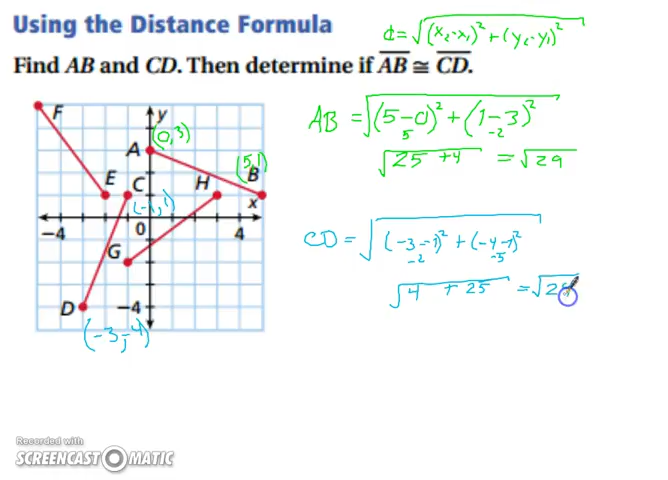 Using the Distance Formula
d = √(x₂-x₁)² + (y₂-y₁)²
Find AB and CD. Then determine if AB ≅ CD.
AB = √(5-0)² + (1-3)²
5 -2
√25 + 4 = √29
CD = √(-3--1)² + (-4-1)²
-2 -5
√4 + 25 = √29
F
y
A (0,3)
(5,1)
E C H B
(-1,1)
x
-4 0 4
G
D -4
(-3,-4)
Recorded with
SCREENCAST O MATIC